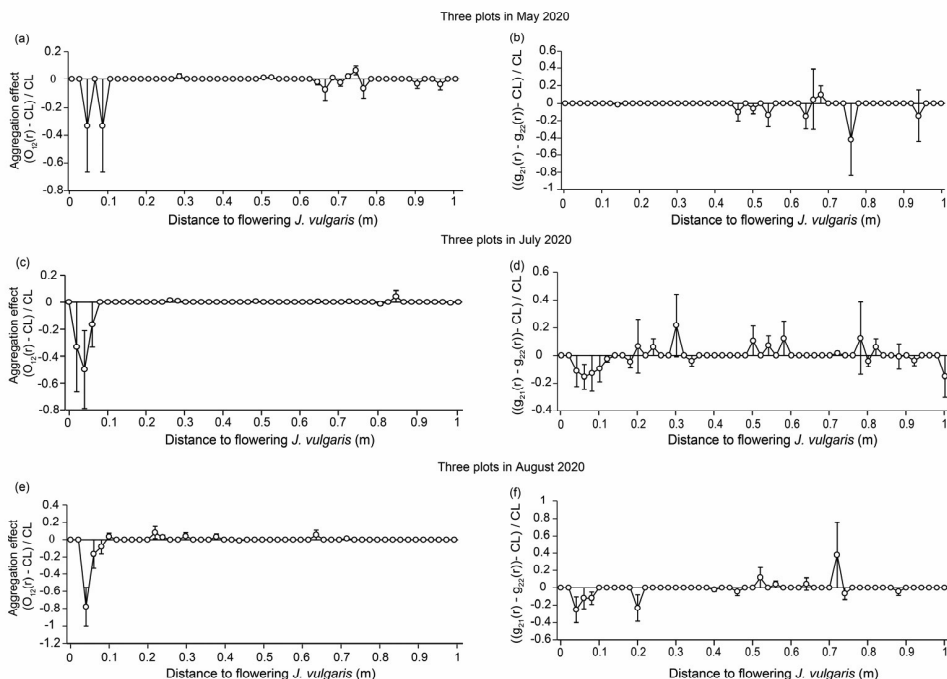 Three plots in May 2020
(a)
Aggregation effect
(O₁₂(r) - CL) / CL
0.2
0
-0.2
-0.4
-0.6
-0.8
0 0.1 0.2 0.3 0.4 0.5 0.6 0.7 0.8 0.9 1
Distance to flowering J. vulgaris (m)
(b)
((g₂₁(r) - g₂₂(r))- CL) / CL
0.6
0.4
0.2
0
-0.2
-0.4
-0.6
-0.8
-1
0 0.1 0.2 0.3 0.4 0.5 0.6 0.7 0.8 0.9 1
Distance to flowering J. vulgaris (m)
Three plots in July 2020
(c)
Aggregation effect
(O₁₂(r) - CL) / CL
0.2
0
-0.2
-0.4
-0.6
-0.8
0 0.1 0.2 0.3 0.4 0.5 0.6 0.7 0.8 0.9 1
Distance to flowering J. vulgaris (m)
(d)
((g₂₁(r) - g₂₂(r))- CL) / CL
0.6
0.4
0.2
0
-0.2
-0.4
0 0.1 0.2 0.3 0.4 0.5 0.6 0.7 0.8 0.9 1
Distance to flowering J. vulgaris (m)
Three plots in August 2020
(e)
Aggregation effect
(O₁₂(r) - CL) / CL
0.4
0.2
0
-0.2
-0.4
-0.6
-0.8
-1
-1.2
0 0.1 0.2 0.3 0.4 0.5 0.6 0.7 0.8 0.9 1
Distance to flowering J. vulgaris (m)
(f)
((g₂₁(r) - g₂₂(r))- CL) / CL
1
0.8
0.6
0.4
0.2
0
-0.2
-0.4
-0.6
0 0.1 0.2 0.3 0.4 0.5 0.6 0.7 0.8 0.9 1
Distance to flowering J. vulgaris (m)